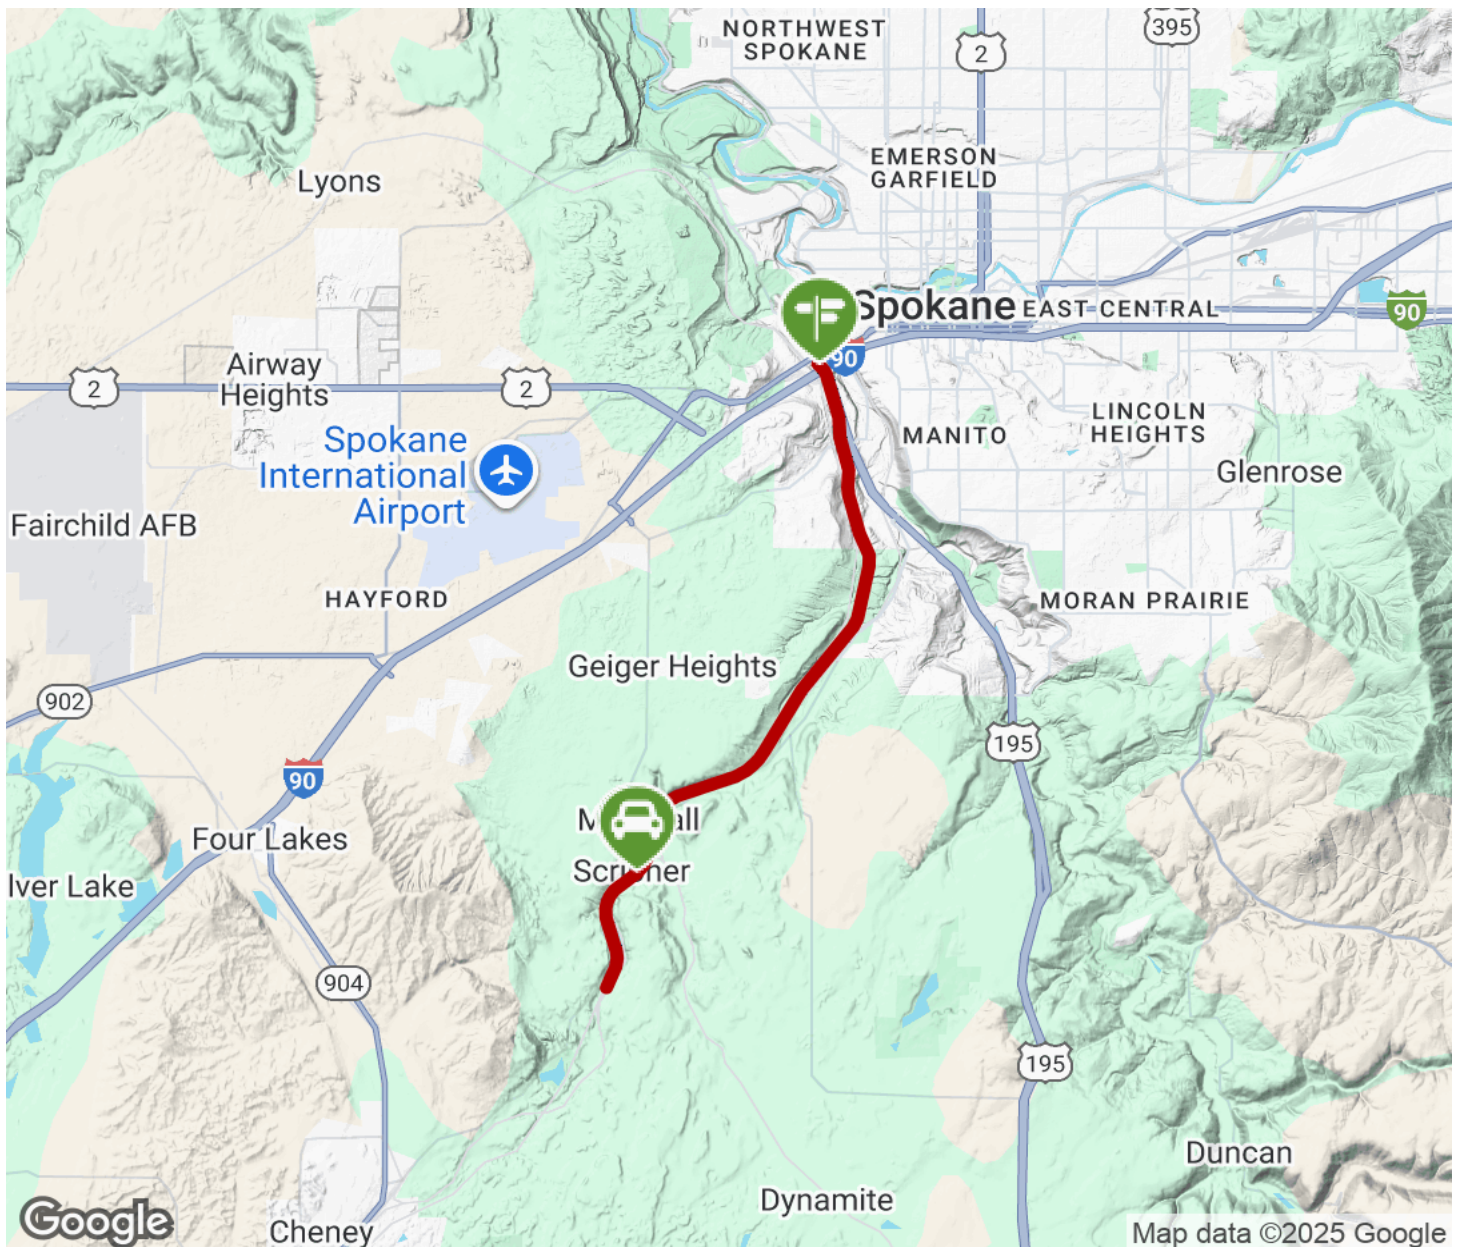 NORTHWEST
SPOKANE
395
2
EMERSON
GARFIELD
Lyons
Spokane
EAST CENTRAL
90
90
Airway
Heights
2
2
LINCOLN
HEIGHTS
MANITO
Spokane
International
Airport
Glenrose
Fairchild AFB
HAYFORD
MORAN PRAIRIE
Geiger Heights
902
195
90
Four Lakes
lver Lake
904
195
Duncan
Dynamite
Cheney
Google
Map data ©2025 Google